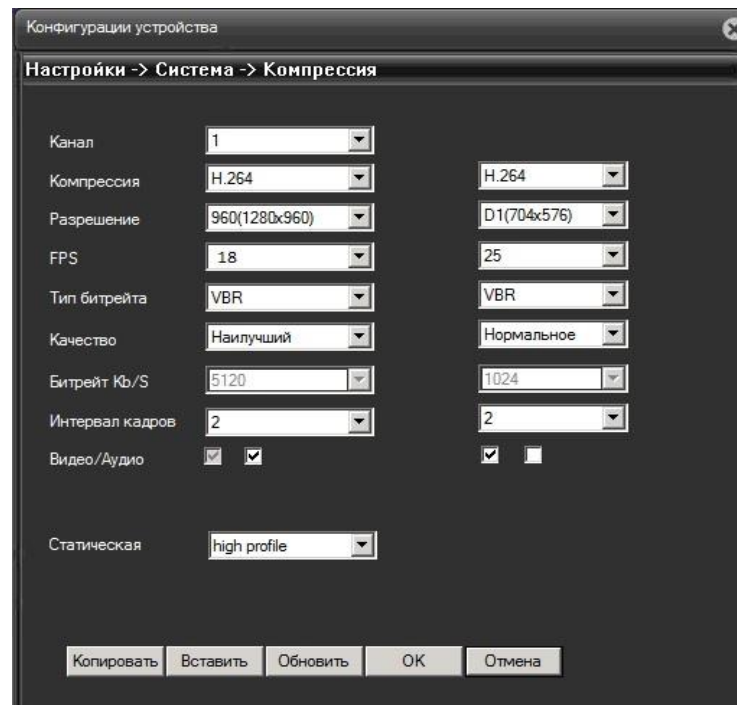 Конфигурации устройства
Настройки -> Система -> Компрессия
Канал 1
Компрессия H.264 H.264
Разрешение 960(1280x960) D1(704x576)
FPS 18 25
Тип битрейта VBR VBR
Качество Наилучший Нормальное
Битрейт Kb/S 5120 1024
Интервал кадров 2 2
Видео/Аудио
Статическая high profile
Копировать Вставить Обновить OK Отмена